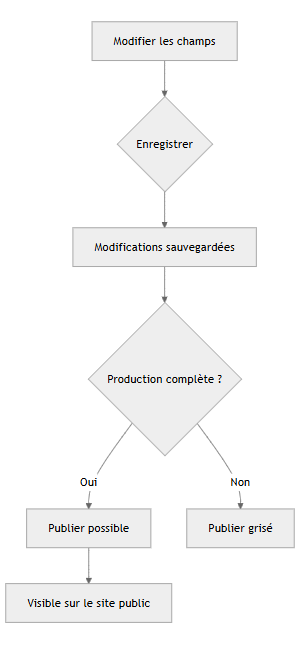 Modifier les champs
Enregistrer
Modifications sauvegardées
Production complète ?
Oui
Non
Publier possible
Publier grisé
Visible sur le site public